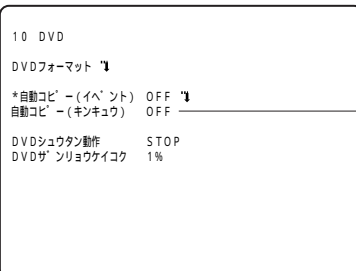 10 DVD
DVDフォーマット ⮧
*自動コピー(イベント) OFF ⮧
自動コピー(キンキュウ) OFF
DVDシュウタン動作 STOP
DVDザンリョウケイコク 1%